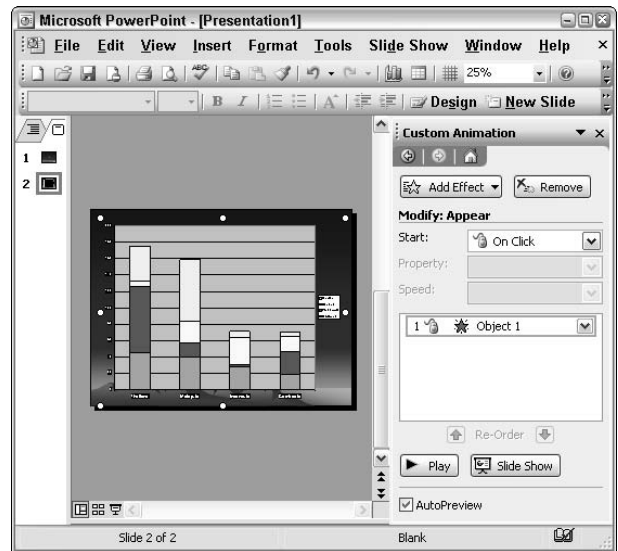 Microsoft PowerPoint - [Presentation1]
File Edit View Insert Format Tools Slide Show Window Help
ABC 25%
B I A Design New Slide
Custom Animation
1
2
Add Effect Remove
Modify: Appear
Start: On Click
Property:
Speed:
1 Object 1
Re-Order
Play Slide Show
AutoPreview
Slide 2 of 2 Blank